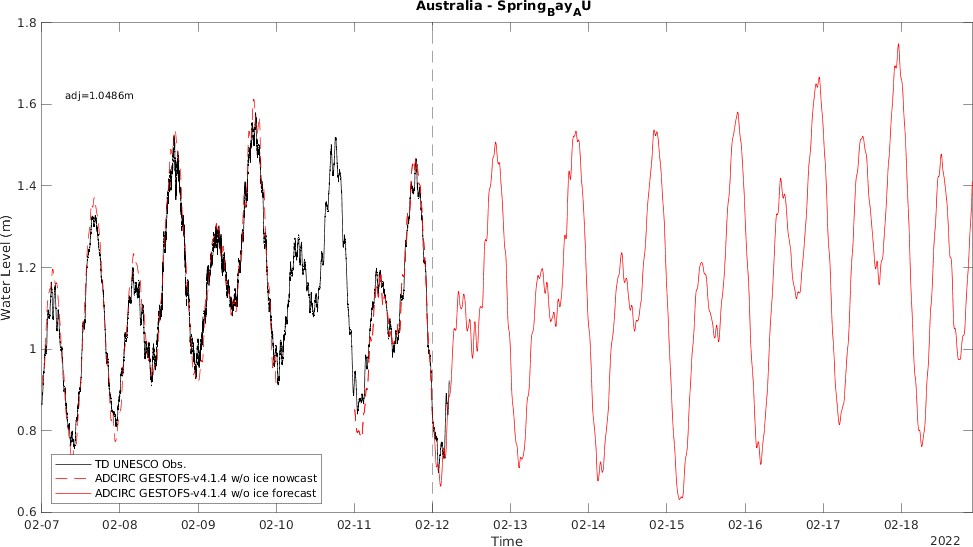 Australia - SpringBayAU
1.8
1.6
1.4
1.2
1
0.8
0.6
Water Level (m)
adj=1.0486m
TD UNESCO Obs.
ADCIRC GESTOFS-v4.1.4 w/o ice nowcast
ADCIRC GESTOFS-v4.1.4 w/o ice forecast
02-07 02-08 02-09 02-10 02-11 02-12 02-13 02-14 02-15 02-16 02-17 02-18
Time
2022